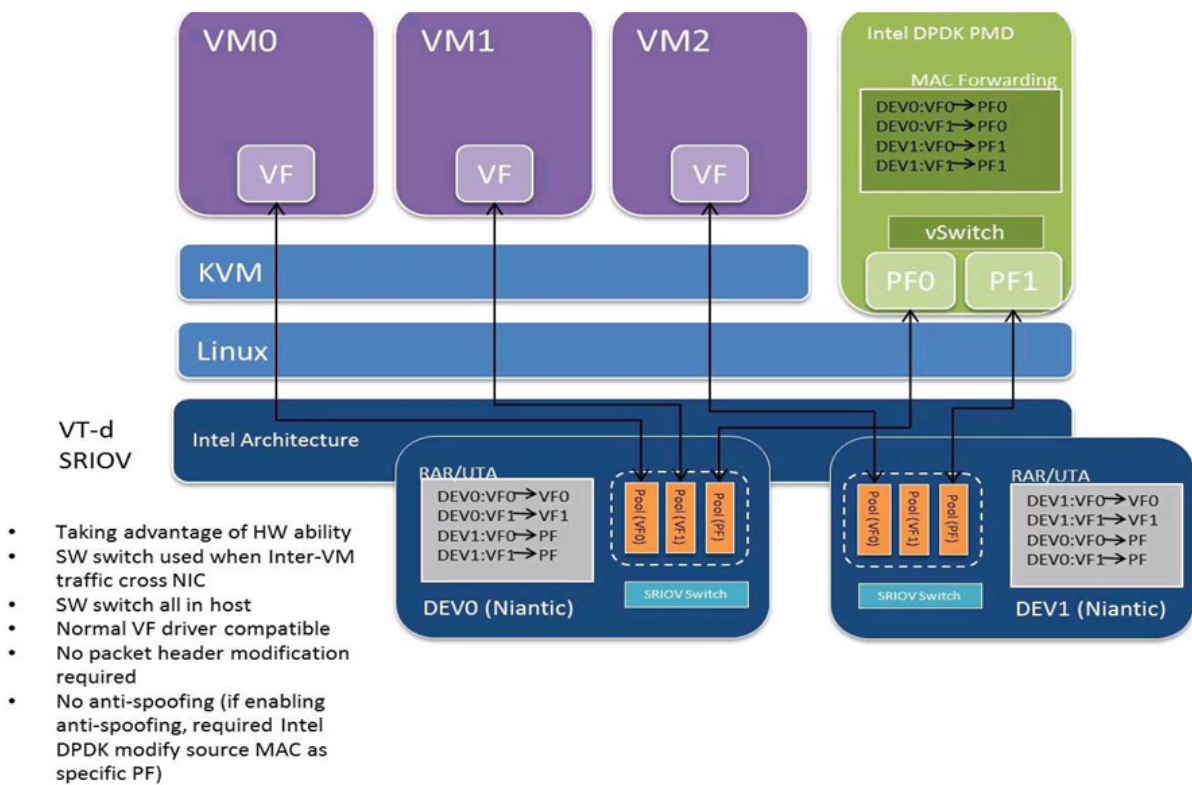 VM0
VM1
VM2
Intel DPDK PMD
MAC Forwarding
DEV0:VF0→PF0
DEV0:VF1→PF0
DEV1:VF0→PF1
DEV1:VF1→PF1
VF
VF
VF
vSwitch
PF0
PF1
KVM
Linux
VT-d
SRIOV
Intel Architecture
RAR/UTA
DEV0:VF0→VF0
DEV0:VF1→VF1
DEV1:VF0→PF
DEV1:VF1→PF
Pool(VF0)
Pool(VF1)
Pool(PF)
SRIOV Switch
DEV0 (Niantic)
Pool(VF0)
Pool(VF1)
Pool(PF)
SRIOV Switch
RAR/UTA
DEV1:VF0→VF0
DEV1:VF1→VF1
DEV0:VF0→PF
DEV0:VF1→PF
DEV1 (Niantic)
• Taking advantage of HW ability
• SW switch used when Inter-VM
traffic cross NIC
• SW switch all in host
• Normal VF driver compatible
• No packet header modification
required
• No anti-spoofing (if enabling
anti-spoofing, required Intel
DPDK modify source MAC as
specific PF)